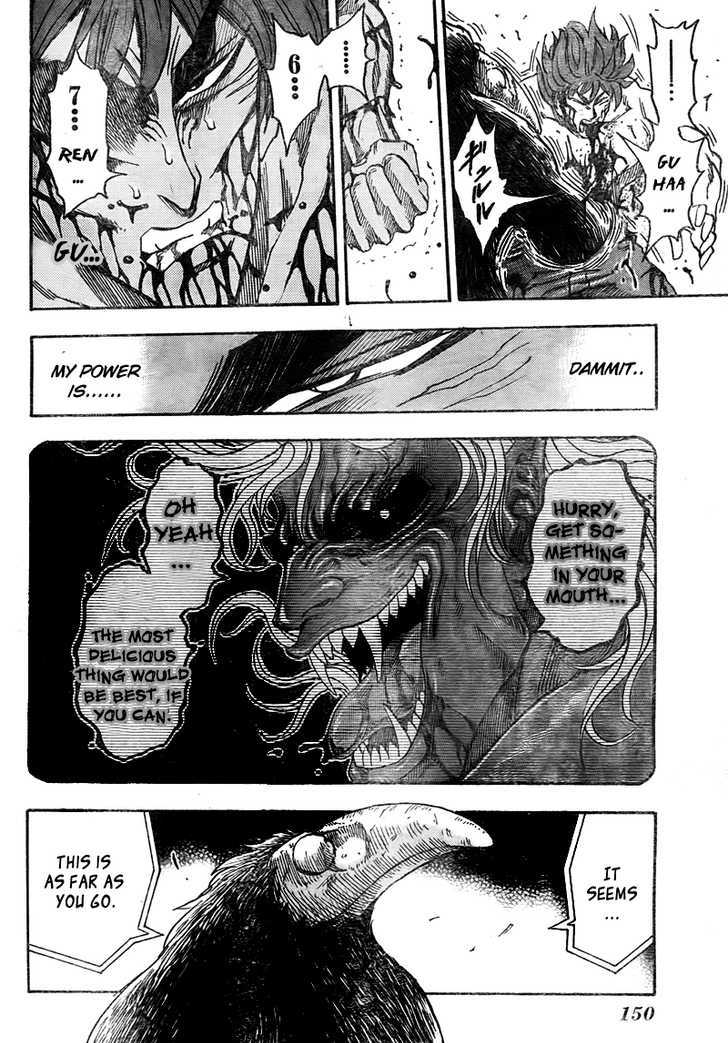 ………
GU
HAA
…
ギュルルル
………
6…
7…
REN
…
GU…
DAMMIT..
MY POWER
IS......
HURRY,
GET SO-
METHING
IN YOUR
MOUTH...
OH
YEAH
...
THE MOST
DELICIOUS
THING WOULD
BE BEST, IF
YOU CAN.
IT
SEEMS
...
THIS IS
AS FAR AS
YOU GO.
150